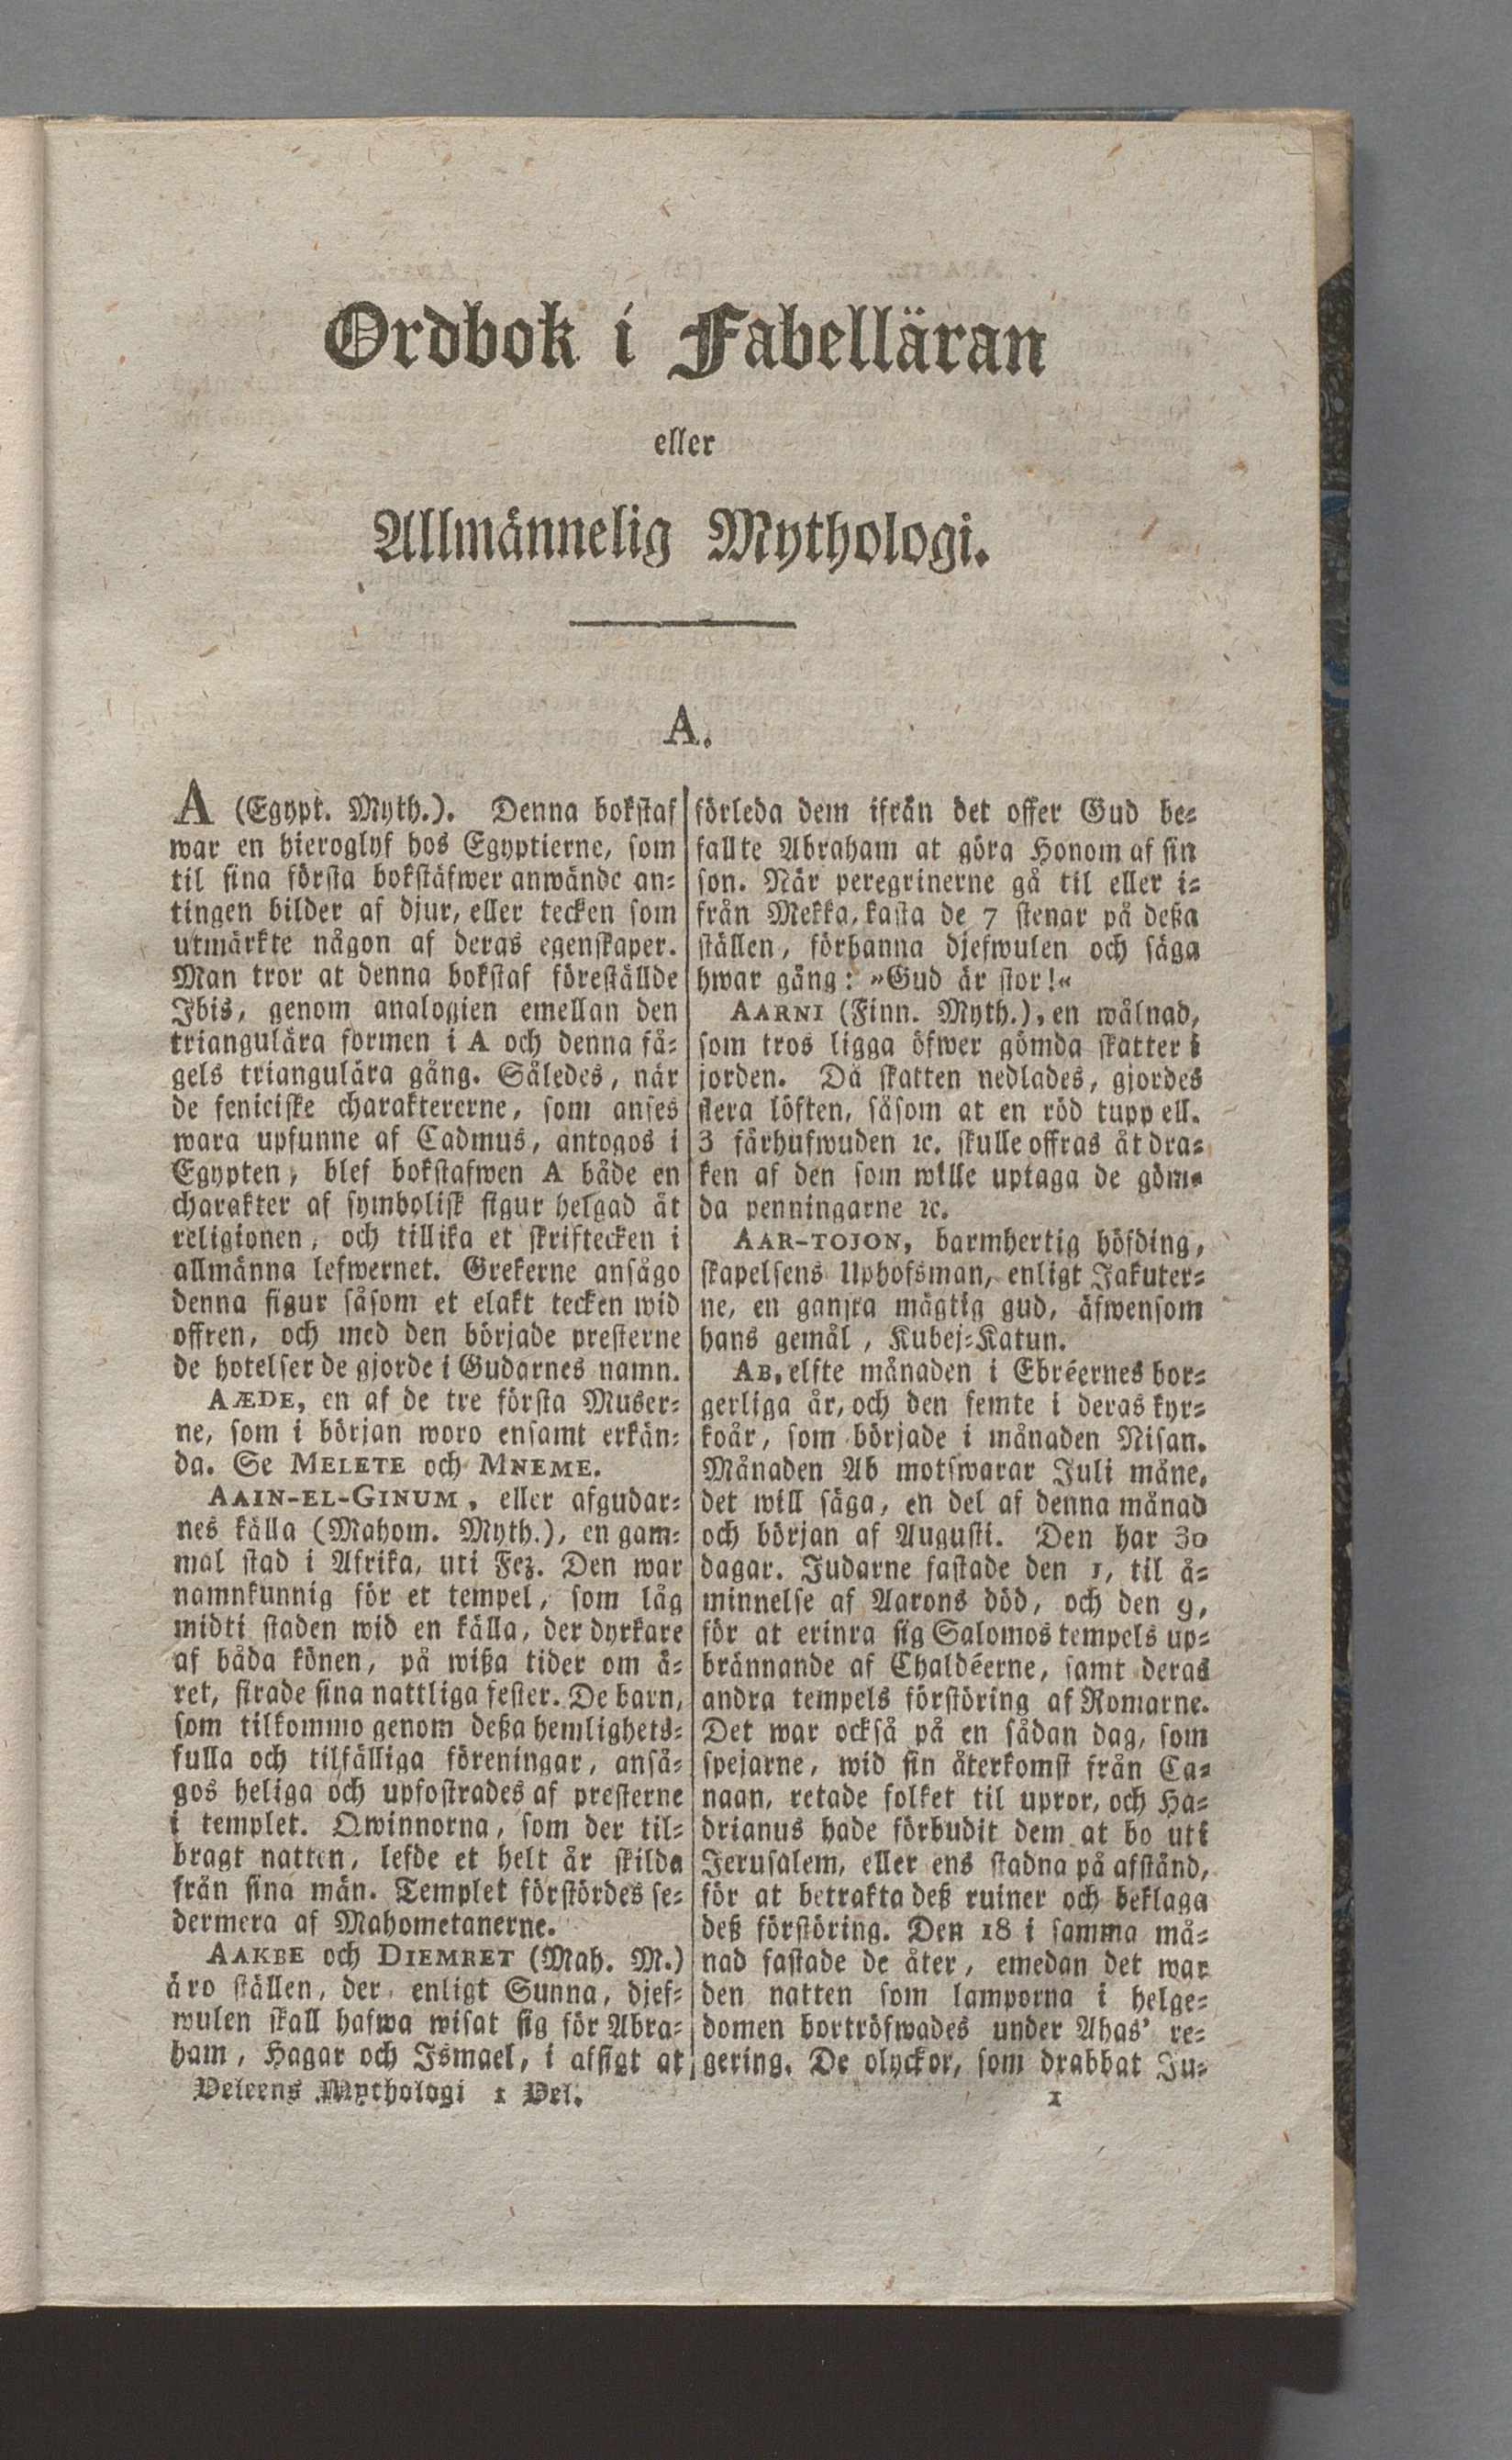 Ordbok i Fabelläran
eller
Allmännelig Mythologi.
A.
A (Egypt. Myth.). Denna bokstaf
war en hieroglyf hos Egyptierne, som
til sina första bokstäfwer anwände an-
tingen bilder af djur, eller tecken som
utmärkte någon af deras egenskaper.
Man tror at denna bokstaf föreställde
Ibis, genom analogien emellan den
triangulära formen i A och denna få-
gels triangulära gång. Således, när
de feniciske charaktererne, som anses
wara upfunne af Cadmus, antogos i
Egypten, blef bokstafwen A både en
charakter af symbolisk figur helgad åt
religionen, och tillika et skriftecken i
allmänna lefwernet. Grekerne ansågo
denna figur såsom et elakt tecken wid
offren, och med den började presterne
de hotelser de gjorde i Gudarnes namn.
AÆDE, en af de tre första Muser-
ne, som i början woro ensamt erkän-
da. Se MELETE och MNEME.
AAIN-EL-GINUM, eller afgudar-
nes källa (Mahom. Myth.), en gam-
mal stad i Afrika, uti Fez. Den war
namnkunnig för et tempel, som låg
midti staden wid en källa, der dyrkare
af båda könen, på wißa tider om å-
ret, firade sina nattliga fester. De barn,
som tilkommo genom deßa hemlighets-
fulla och tilfälliga föreningar, anså-
gos heliga och upfostrades af presterne
i templet. Qwinnorna, som der til-
bragt natten, lefde et helt år skilda
från sina män. Templet förstördes se-
dermera af Mahometanerne.
AAKBE och DIEMRET (Mah. M.)
äro ställen, der, enligt Sunna, djef-
wulen skall hafwa wisat sig för Abra-
ham, Hagar och Ismael, i afsigt at
förleda dem ifrån det offer Gud be-
fallte Abraham at göra Honom af sin
son. När peregrinerne gå til eller i-
från Mekka, kasta de 7 stenar på deßa
ställen, förbanna djefwulen och säga
hwar gång: »Gud är stor!«
AARNI (Finn. Myth.), en wålnad,
som tros ligga öfwer gömda skatter i
jorden. Då skatten nedlades, gjordes
flera löften, såsom at en röd tupp ell.
3 fårhufwuden ꝛc. skulle offras åt dra-
ken af den som wille uptaga de göm-
da penningarne ꝛc.
AAR-TOJON, barmhertig höfding,
skapelsens Uphofsman, enligt Jakuter-
ne, en ganska mägtig gud, äfwensom
hans gemål, Kubej-Katun.
AB, elfte månaden i Ebréernes bor-
gerliga år, och den femte i deras kyr-
koår, som började i månaden Nisan.
Månaden Ab motswarar Juli måne,
det will säga, en del af denna månad
och början af Augusti. Den har 30
dagar. Judarne fastade den 1, til å-
minnelse af Aarons död, och den 9,
för at erinra sig Salomos tempels up-
brännande af Chaldéerne, samt deras
andra tempels förstöring af Romarne.
Det war också på en sådan dag, som
spejarne, wid sin återkomst från Ca-
naan, retade folket til upror, och Ha-
drianus hade förbudit dem at bo uti
Jerusalem, eller ens stadna på afstånd,
för at betrakta deß ruiner och beklaga
deß förstöring. Den 18 i samma må-
nad fastade de åter, emedan det war
den natten som lamporna i helge-
domen bortröfwades under Ahas' re-
gering. De olyckor, som drabbat Ju-
Deleens Mythologi 1 Del.
1